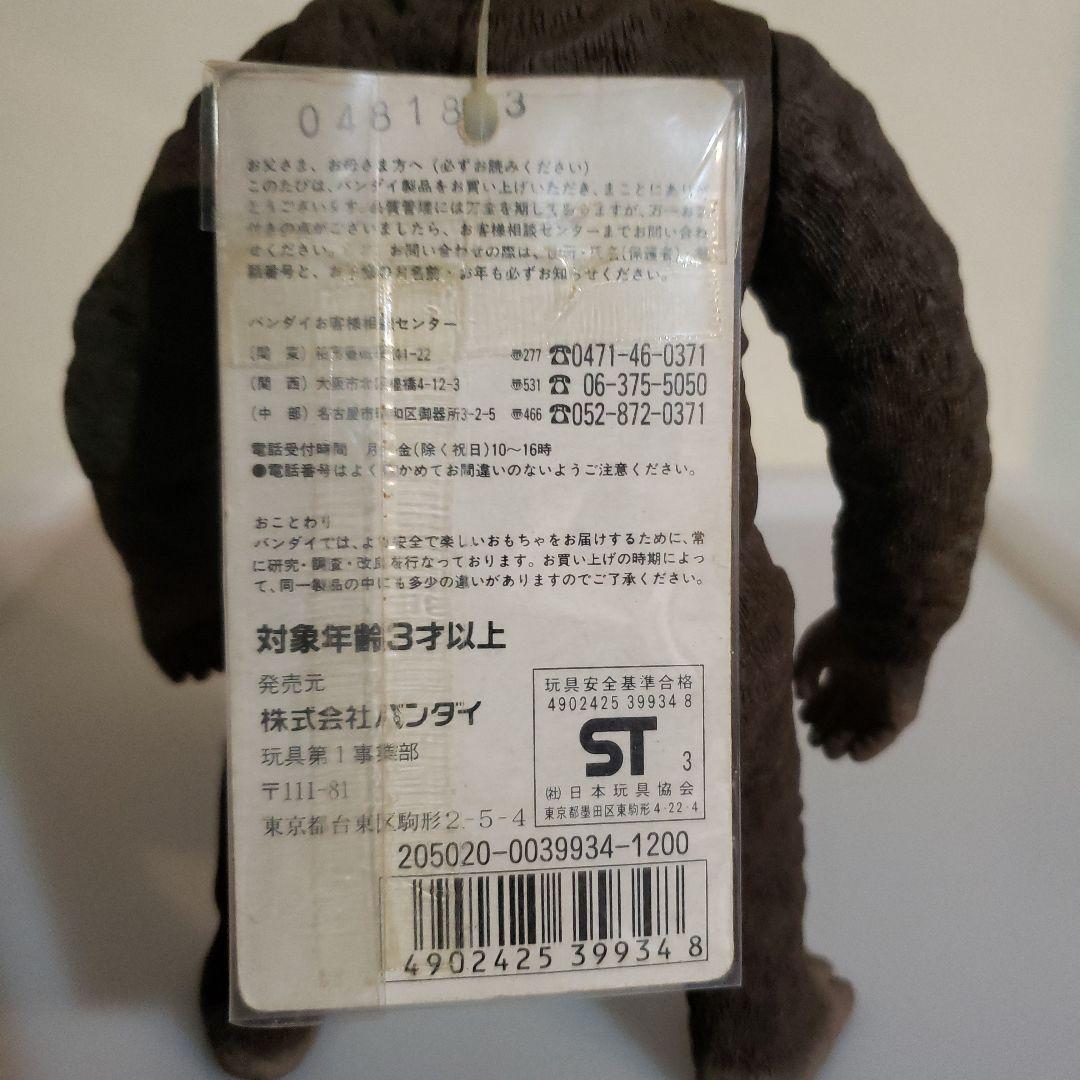 04818 3
お父さま、お母さま方へ (必ずお読みください)
このたびは、バンダイ製品をお買い上げいただき、まことにありが
とうございます。品質管理には万全を期しておりますが、万一お
付きの点がございましたら、お客様相談センターまでお問い合わ
せください。 お問い合わせの際は、 (保護者)、
話番号と、お のお名前・お年も必ずお知らせください。
バンダイお客様相談センター
(関 東) 41-22 〠277 ☎0471-46-0371
(関 西) 大阪市北区豊崎4-12-3 〠531 ☎ 06-375-5050
(中 部) 名古屋市昭和区御器所3-2-5 〠466 ☎052-872-0371
電話受付時間 月 金(除く祝日)10〜16時
●電話番号はよく かめてお間違いのないようご注意ください。
おことわり
バンダイでは、より安全で楽しいおもちゃをお届けするために、常
に研究・調査・改良を行なっております。お買い上げの時期によっ
て、同一製品の中にも多少の違いがありますのでご了承ください。
対象年齢3才以上
発売元
株式会社バンダイ
玩具第1事業部
〒111-81
東京都台東区駒形2-5-4
玩具安全基準合格
4902425 39934 8
ST 3
(社)日本玩具協会
東京都墨田区東駒形4-22-4
205020-0039934-1200
4902425 39934 8